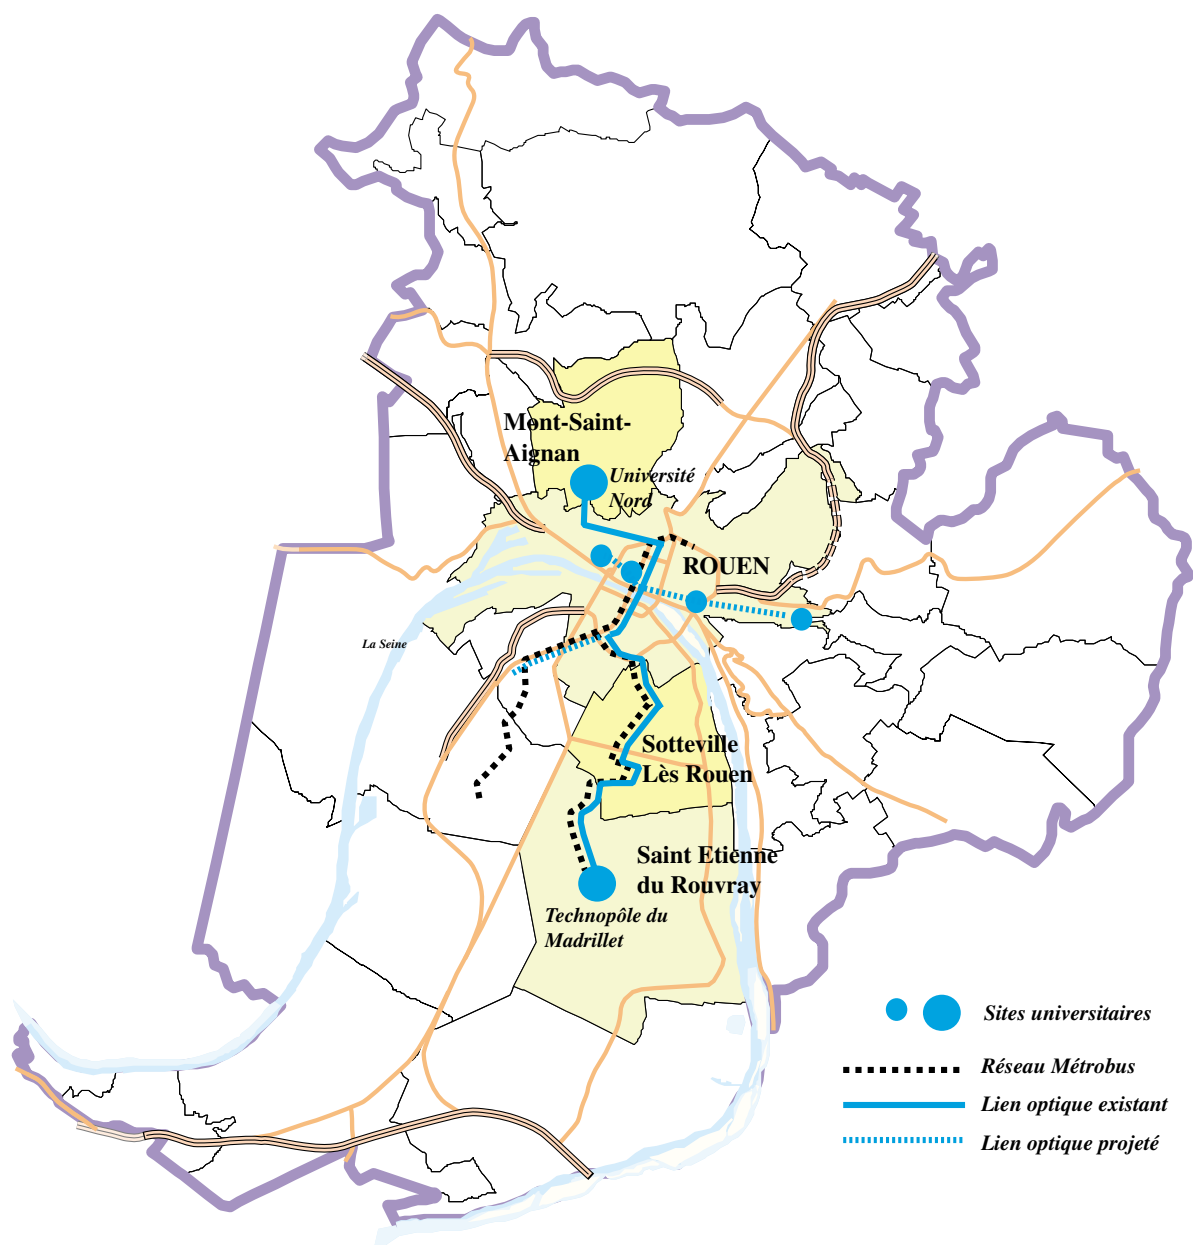 Mont-Saint-
Aignan
Université
Nord
ROUEN
La Seine
Sotteville
Lès Rouen
Saint Etienne
du Rouvray
Technopôle du
Madrillet
Sites universitaires
Réseau Métrobus
Lien optique existant
Lien optique projeté